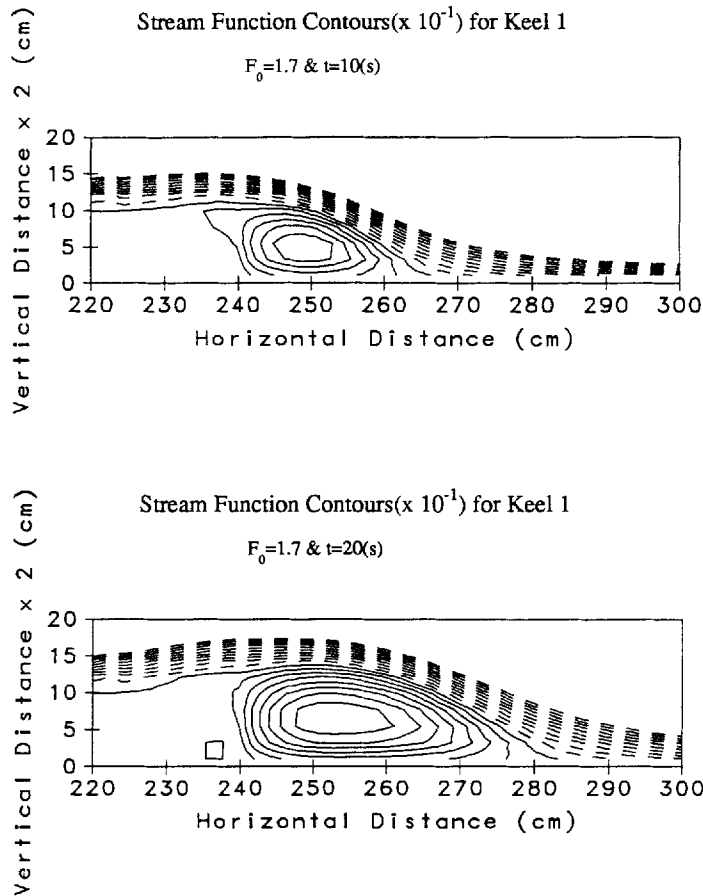 Stream Function Contours(x 10⁻¹) for Keel 1
F₀=1.7 & t=10(s)
Vertical Distance × 2 (cm)
20
15
10
5
0
220 230 240 250 260 270 280 290 300
Horizontal Distance (cm)
Stream Function Contours(x 10⁻¹) for Keel 1
F₀=1.7 & t=20(s)
Vertical Distance × 2 (cm)
20
15
10
5
0
220 230 240 250 260 270 280 290 300
Horizontal Distance (cm)